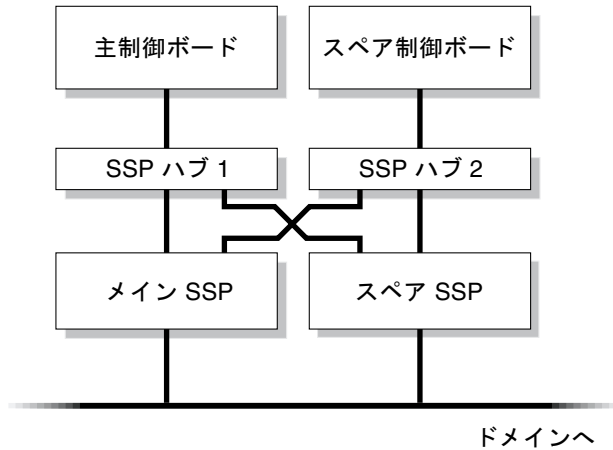 主制御ボード
スペア制御ボード
SSP ハブ 1
SSP ハブ 2
メイン SSP
スペア SSP
ドメインへ